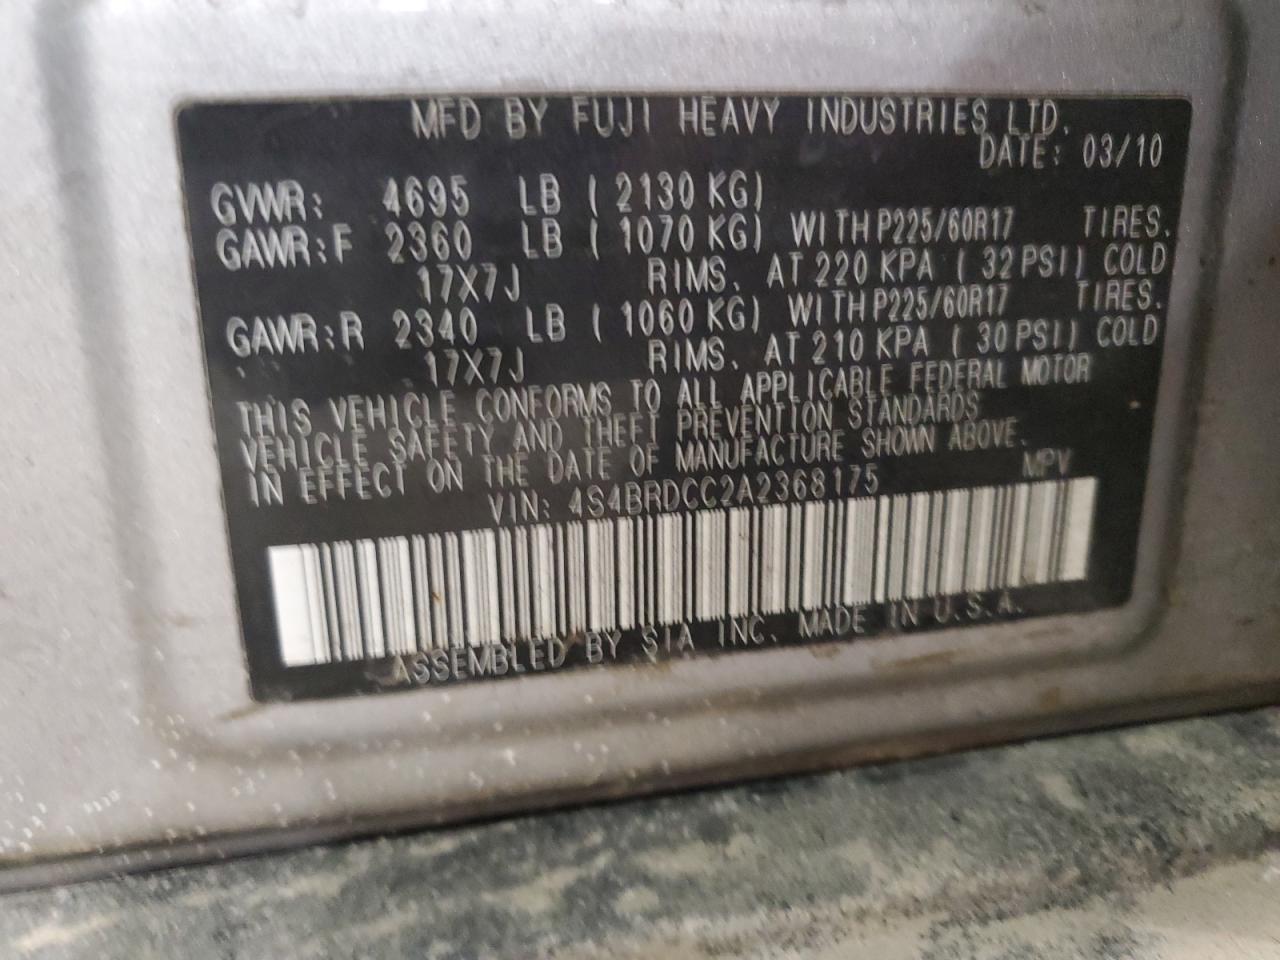 MFD BY FUJI HEAVY INDUSTRIES LTD.
DATE: 03/10
GVWR: 4695 LB ( 2130 KG)
GAWR:F 2360 LB ( 1070 KG) WITH P225/60R17 TIRES.
17X7J RIMS. AT 220 KPA ( 32 PSI) COLD
GAWR:R 2340 LB ( 1060 KG) WITH P225/60R17 TIRES.
17X7J RIMS. AT 210 KPA ( 30 PSI) COLD
THIS VEHICLE CONFORMS TO ALL APPLICABLE FEDERAL MOTOR
VEHICLE SAFETY AND THEFT PREVENTION STANDARDS
IN EFFECT ON THE DATE OF MANUFACTURE SHOWN ABOVE.
VIN: 4S4BRDCC2A2368175 MPV
ASSEMBLED BY SIA INC. MADE IN U.S.A.